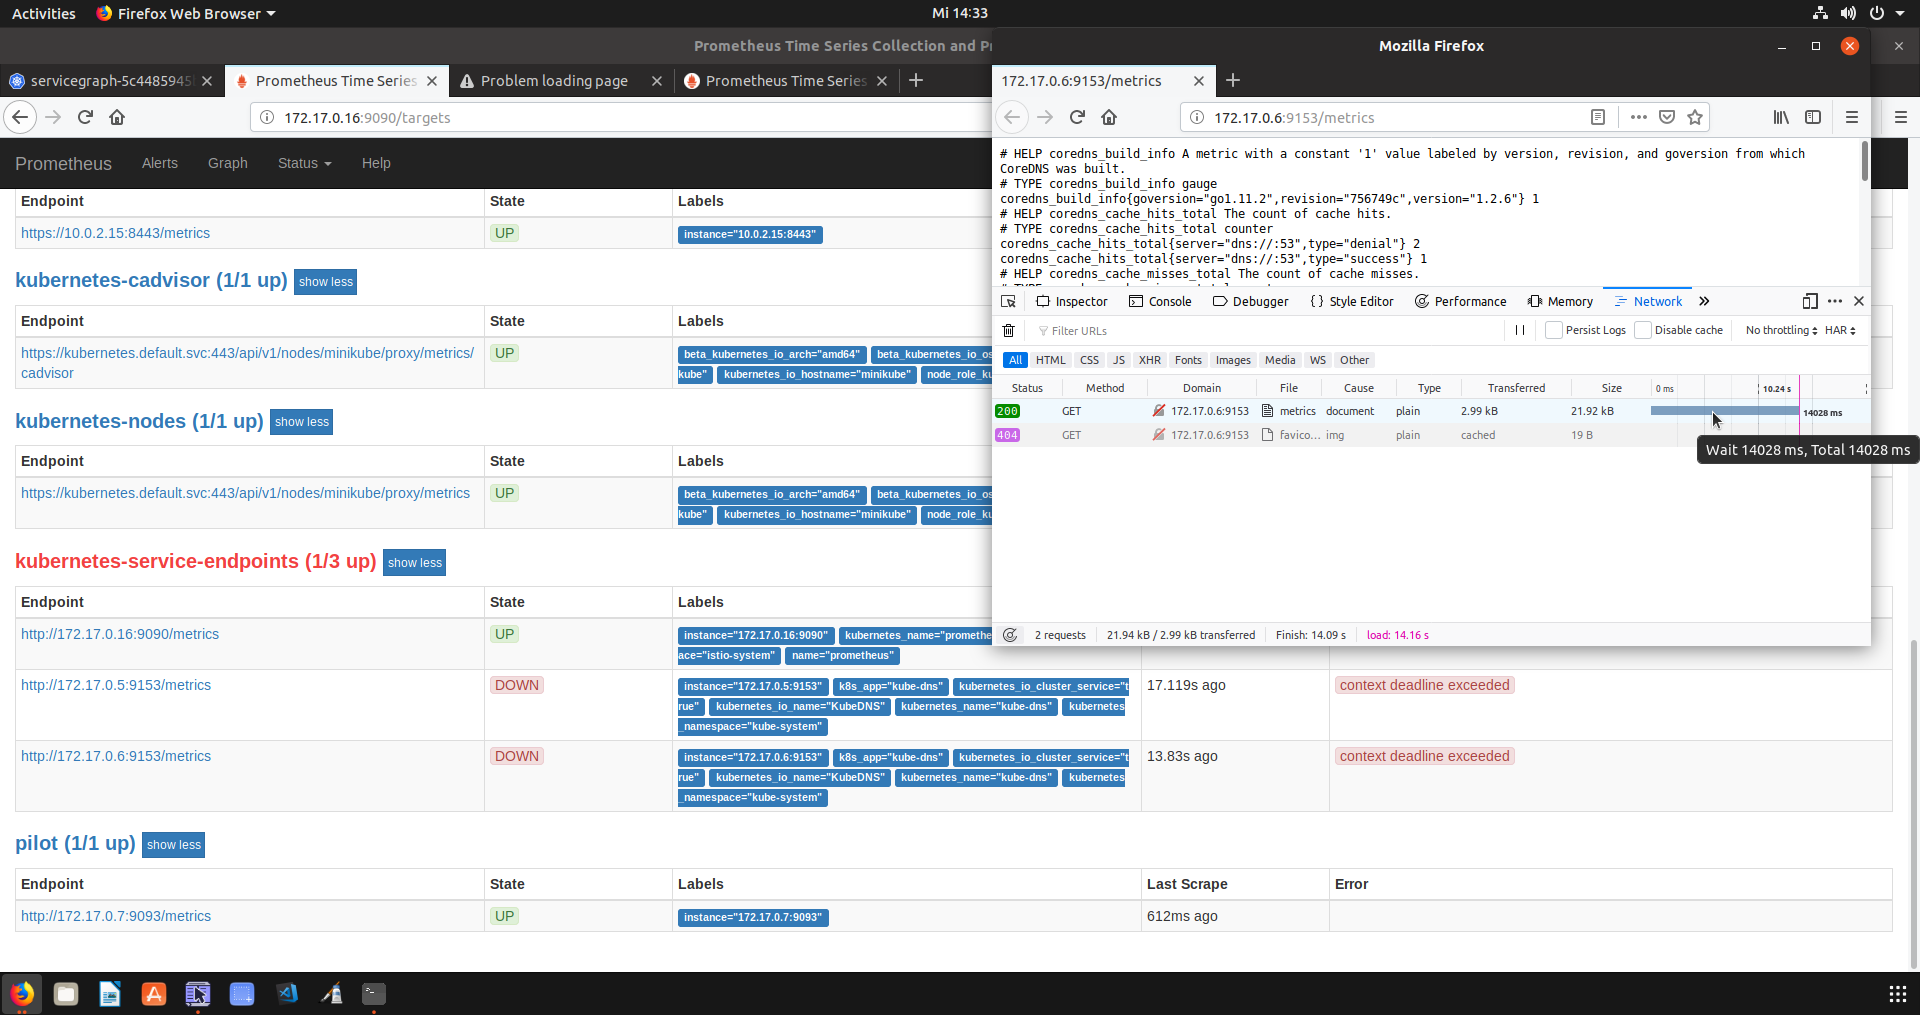 Activities
Firefox Web Browser
Mi 14:33
Prometheus Time Series Collection and Pr
servicegraph-5c4485945
Prometheus Time Series
Problem loading page
Prometheus Time Series
172.17.0.16:9090/targets
Prometheus
Alerts
Graph
Status
Help
Endpoint State Labels
https://10.0.2.15:8443/metrics UP instance="10.0.2.15:8443"
kubernetes-cadvisor (1/1 up) show less
Endpoint State Labels
https://kubernetes.default.svc:443/api/v1/nodes/minikube/proxy/metrics/ UP beta_kubernetes_io_arch="amd64" beta_kubernetes_io_os
cadvisor kube" kubernetes_io_hostname="minikube" node_role_ku
kubernetes-nodes (1/1 up) show less
Endpoint State Labels
https://kubernetes.default.svc:443/api/v1/nodes/minikube/proxy/metrics UP beta_kubernetes_io_arch="amd64" beta_kubernetes_io_os
kube" kubernetes_io_hostname="minikube" node_role_ku
kubernetes-service-endpoints (1/3 up) show less
Endpoint State Labels
http://172.17.0.16:9090/metrics UP instance="172.17.0.16:9090" kubernetes_name="promethe
ace="istio-system" name="prometheus"
http://172.17.0.5:9153/metrics DOWN instance="172.17.0.5:9153" k8s_app="kube-dns" kubernetes_io_cluster_service="t 17.119s ago context deadline exceeded
rue" kubernetes_io_name="KubeDNS" kubernetes_name="kube-dns" kubernetes
_namespace="kube-system"
http://172.17.0.6:9153/metrics DOWN instance="172.17.0.6:9153" k8s_app="kube-dns" kubernetes_io_cluster_service="t 13.83s ago context deadline exceeded
rue" kubernetes_io_name="KubeDNS" kubernetes_name="kube-dns" kubernetes
_namespace="kube-system"
pilot (1/1 up) show less
Endpoint State Labels Last Scrape Error
http://172.17.0.7:9093/metrics UP instance="172.17.0.7:9093" 612ms ago
Mozilla Firefox
172.17.0.6:9153/metrics
172.17.0.6:9153/metrics
# HELP coredns_build_info A metric with a constant '1' value labeled by version, revision, and goversion from which
CoreDNS was built.
# TYPE coredns_build_info gauge
coredns_build_info{goversion="go1.11.2",revision="756749c",version="1.2.6"} 1
# HELP coredns_cache_hits_total The count of cache hits.
# TYPE coredns_cache_hits_total counter
coredns_cache_hits_total{server="dns://:53",type="denial"} 2
coredns_cache_hits_total{server="dns://:53",type="success"} 1
# HELP coredns_cache_misses_total The count of cache misses.
Inspector Console Debugger Style Editor Performance Memory Network
Filter URLs Persist Logs Disable cache No throttling HAR
All HTML CSS JS XHR Fonts Images Media WS Other
Status Method Domain File Cause Type Transferred Size 0 ms 10.24 s
200 GET 172.17.0.6:9153 metrics document plain 2.99 kB 21.92 kB 14028 ms
404 GET 172.17.0.6:9153 favico... img plain cached 19 B
Wait 14028 ms, Total 14028 ms
2 requests 21.94 kB / 2.99 kB transferred Finish: 14.09 s load: 14.16 s